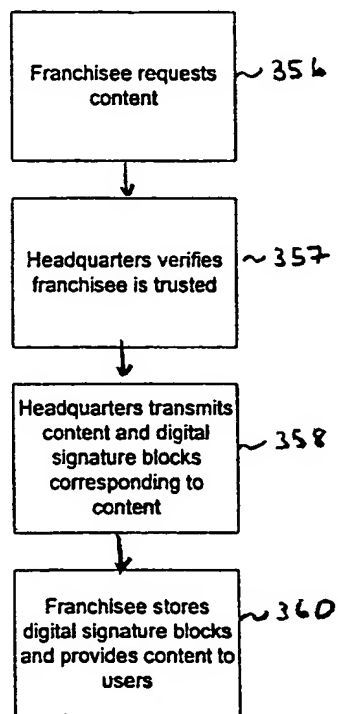 Franchisee requests
content
356
Headquarters verifies
franchisee is trusted
357
Headquarters transmits
content and digital
signature blocks
corresponding to
content
358
Franchisee stores
digital signature blocks
and provides content to
users
360